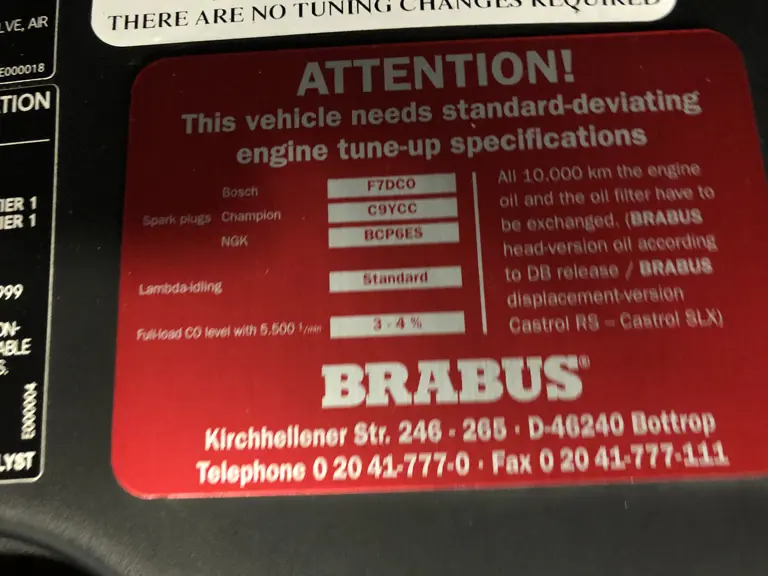 THERE ARE NO TUNING CHANGES REQUIRED
LVE, AIR
E000018
TION
TIER 1
TIER 1
999
ON-
ABLE
S.
E000004
LYST
ATTENTION!
This vehicle needs standard-deviating
engine tune-up specifications
Spark plugs
Bosch F7DC0
Champion C9YCC
NGK BCP6ES
Lambda-idling Standard
Full-load CO level with 5.500 1/min 3 - 4 %
All 10.000 km the engine
oil and the oil filter have to
be exchanged. (BRABUS
head-version oil according
to DB release / BRABUS
displacement-version
Castrol RS – Castrol SLX)
BRABUS®
Kirchhellener Str. 246 - 265 · D-46240 Bottrop
Telephone 0 20 41-777-0 · Fax 0 20 41-777-111